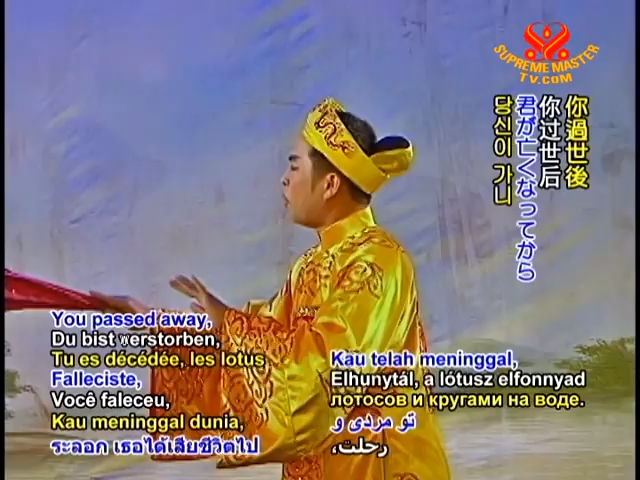 SUPREME MASTER
TV.COM
你過世後
你过世后
君が亡くなってから
당신이 가니
You passed away,
Du bist verstorben,
Tu es décédée, les lotus
Falleciste,
Você faleceu,
Kau meninggal dunia,
ระลอก เธอได้เสียชีวิตไป
Kau telah meninggal,
Elhunytál, a lótusz elfonnyad
лотосов и кругами на воде.
تو مردی و
رحلت،